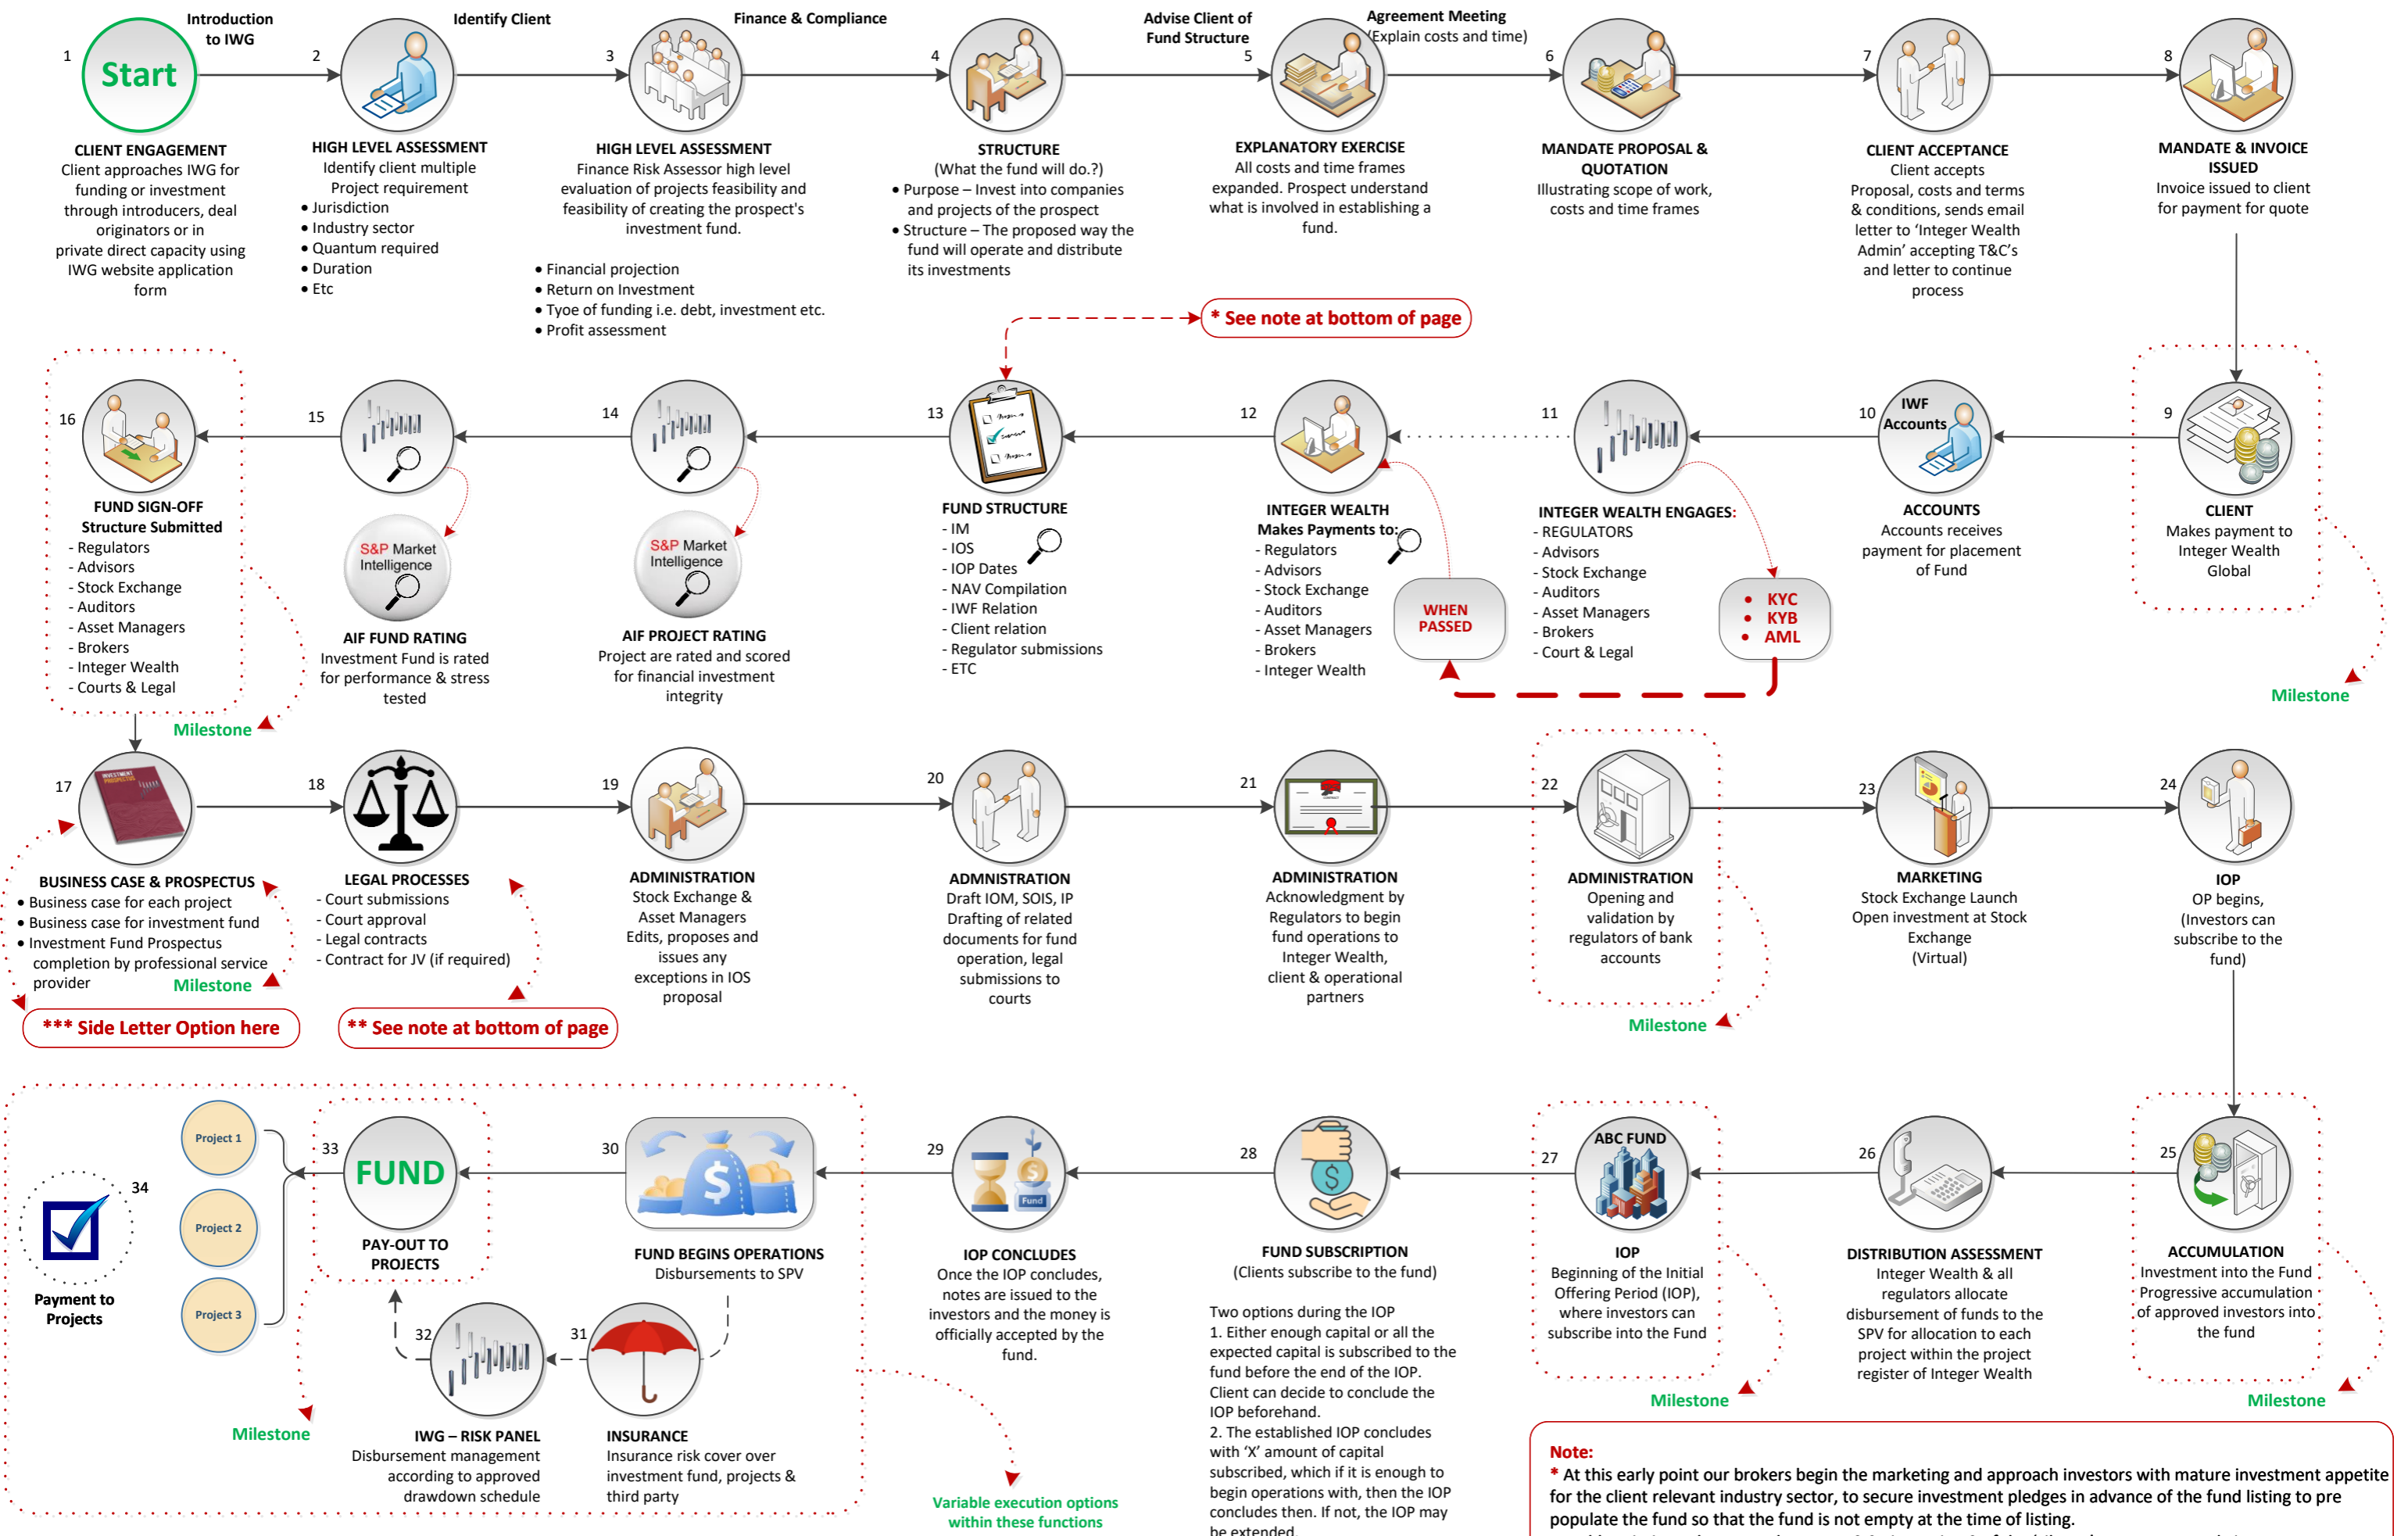 Introduction
to IWG
Identify Client
Finance & Compliance
Advise Client of
Fund Structure
Agreement Meeting
(Explain costs and time)
1
Start
CLIENT ENGAGEMENT
Client approaches IWG for
funding or investment
through introducers, deal
originators or in
private direct capacity using
IWG website application
form
2
HIGH LEVEL ASSESSMENT
Identify client multiple
Project requirement
• Jurisdiction
• Industry sector
• Quantum required
• Duration
• Etc
3
HIGH LEVEL ASSESSMENT
Finance Risk Assessor high level
evaluation of projects feasibility and
feasibility of creating the prospect's
investment fund.
• Financial projection
• Return on Investment
• Tyoe of funding i.e. debt, investment etc.
• Profit assessment
4
STRUCTURE
(What the fund will do.?)
• Purpose – Invest into companies
and projects of the prospect
• Structure – The proposed way the
fund will operate and distribute
its investments
5
EXPLANATORY EXERCISE
All costs and time frames
expanded. Prospect understand
what is involved in establishing a
fund.
6
MANDATE PROPOSAL &
QUOTATION
Illustrating scope of work,
costs and time frames
7
CLIENT ACCEPTANCE
Client accepts
Proposal, costs and terms
& conditions, sends email
letter to ‘Integer Wealth
Admin’ accepting T&C’s
and letter to continue
process
8
MANDATE & INVOICE
ISSUED
Invoice issued to client
for payment for quote
* See note at bottom of page
9
CLIENT
Makes payment to
Integer Wealth
Global
Milestone
10
IWF
Accounts
ACCOUNTS
Accounts receives
payment for placement
of Fund
11
INTEGER WEALTH ENGAGES:
- REGULATORS
- Advisors
- Stock Exchange
- Auditors
- Asset Managers
- Brokers
- Court & Legal
• KYC
• KYB
• AML
WHEN
PASSED
12
INTEGER WEALTH
Makes Payments to:
- Regulators
- Advisors
- Stock Exchange
- Auditors
- Asset Managers
- Brokers
- Integer Wealth
13
FUND STRUCTURE
- IM
- IOS
- IOP Dates
- NAV Compilation
- IWF Relation
- Client relation
- Regulator submissions
- ETC
14
S&P Market
Intelligence
AIF PROJECT RATING
Project are rated and scored
for financial investment
integrity
15
S&P Market
Intelligence
AIF FUND RATING
Investment Fund is rated
for performance & stress
tested
16
FUND SIGN-OFF
Structure Submitted
- Regulators
- Advisors
- Stock Exchange
- Auditors
- Asset Managers
- Brokers
- Integer Wealth
- Courts & Legal
Milestone
17
INVESTMENT
PROSPECTUS
BUSINESS CASE & PROSPECTUS
• Business case for each project
• Business case for investment fund
• Investment Fund Prospectus
completion by professional service
provider
Milestone
*** Side Letter Option here
18
LEGAL PROCESSES
- Court submissions
- Court approval
- Legal contracts
- Contract for JV (if required)
** See note at bottom of page
19
ADMINISTRATION
Stock Exchange &
Asset Managers
Edits, proposes and
issues any
exceptions in IOS
proposal
20
ADMNISTRATION
Draft IOM, SOIS, IP
Drafting of related
documents for fund
operation, legal
submissions to
courts
21
CONTRACT
ADMINISTRATION
Acknowledgment by
Regulators to begin
fund operations to
Integer Wealth,
client & operational
partners
22
ADMINISTRATION
Opening and
validation by
regulators of bank
accounts
Milestone
23
MARKETING
Stock Exchange Launch
Open investment at Stock
Exchange
(Virtual)
24
IOP
OP begins,
(Investors can
subscribe to the
fund)
25
ACCUMULATION
Investment into the Fund
Progressive accumulation
of approved investors into
the fund
Milestone
26
DISTRIBUTION ASSESSMENT
Integer Wealth & all
regulators allocate
disbursement of funds to the
SPV for allocation to each
project within the project
register of Integer Wealth
27
ABC FUND
IOP
Beginning of the Initial
Offering Period (IOP),
where investors can
subscribe into the Fund
Milestone
28
FUND SUBSCRIPTION
(Clients subscribe to the fund)
Two options during the IOP
1. Either enough capital or all the
expected capital is subscribed to the
fund before the end of the IOP.
Client can decide to conclude the
IOP beforehand.
2. The established IOP concludes
with ‘X’ amount of capital
subscribed, which if it is enough to
begin operations with, then the IOP
concludes then. If not, the IOP may
be extended.
29
Fund
IOP CONCLUDES
Once the IOP concludes,
notes are issued to the
investors and the money is
officially accepted by the
fund.
30
FUND BEGINS OPERATIONS
Disbursements to SPV
31
INSURANCE
Insurance risk cover over
investment fund, projects &
third party
32
IWG – RISK PANEL
Disbursement management
according to approved
drawdown schedule
33
FUND
PAY-OUT TO
PROJECTS
Milestone
Project 1
Project 2
Project 3
34
Payment to
Projects
Variable execution options
within these functions
Note:
* At this early point our brokers begin the marketing and approach investors with mature investment appetite
for the client relevant industry sector, to secure investment pledges in advance of the fund listing to pre
populate the fund so that the fund is not empty at the time of listing.